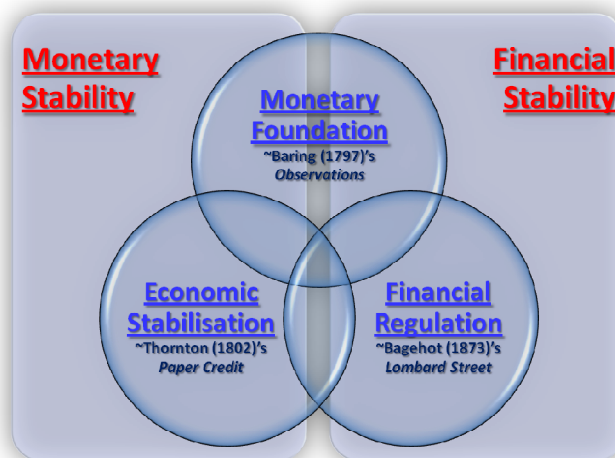 Monetary
Stability
Financial
Stability
Monetary
Foundation
~Baring (1797)'s
Observations
Economic
Stabilisation
~Thornton (1802)'s
Paper Credit
Financial
Regulation
~Bagehot (1873)'s
Lombard Street